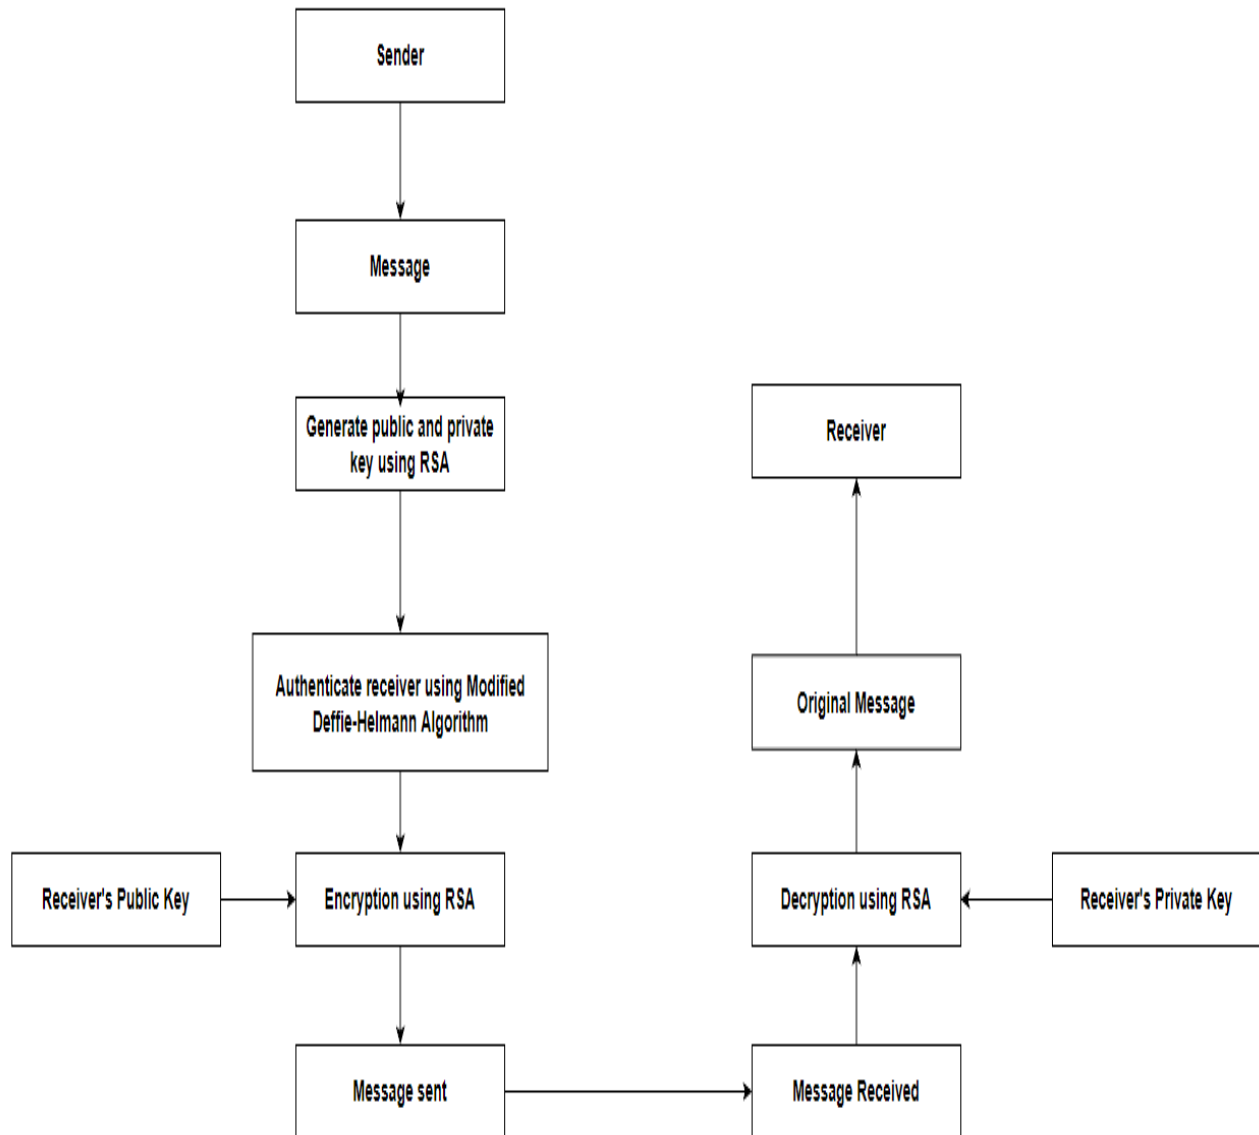 Sender
Message
Generate public and private
key using RSA
Receiver
Authenticate receiver using Modified
Deffie-Helmann Algorithm
Original Message
Receiver's Public Key
Encryption using RSA
Decryption using RSA
Receiver's Private Key
Message sent
Message Received